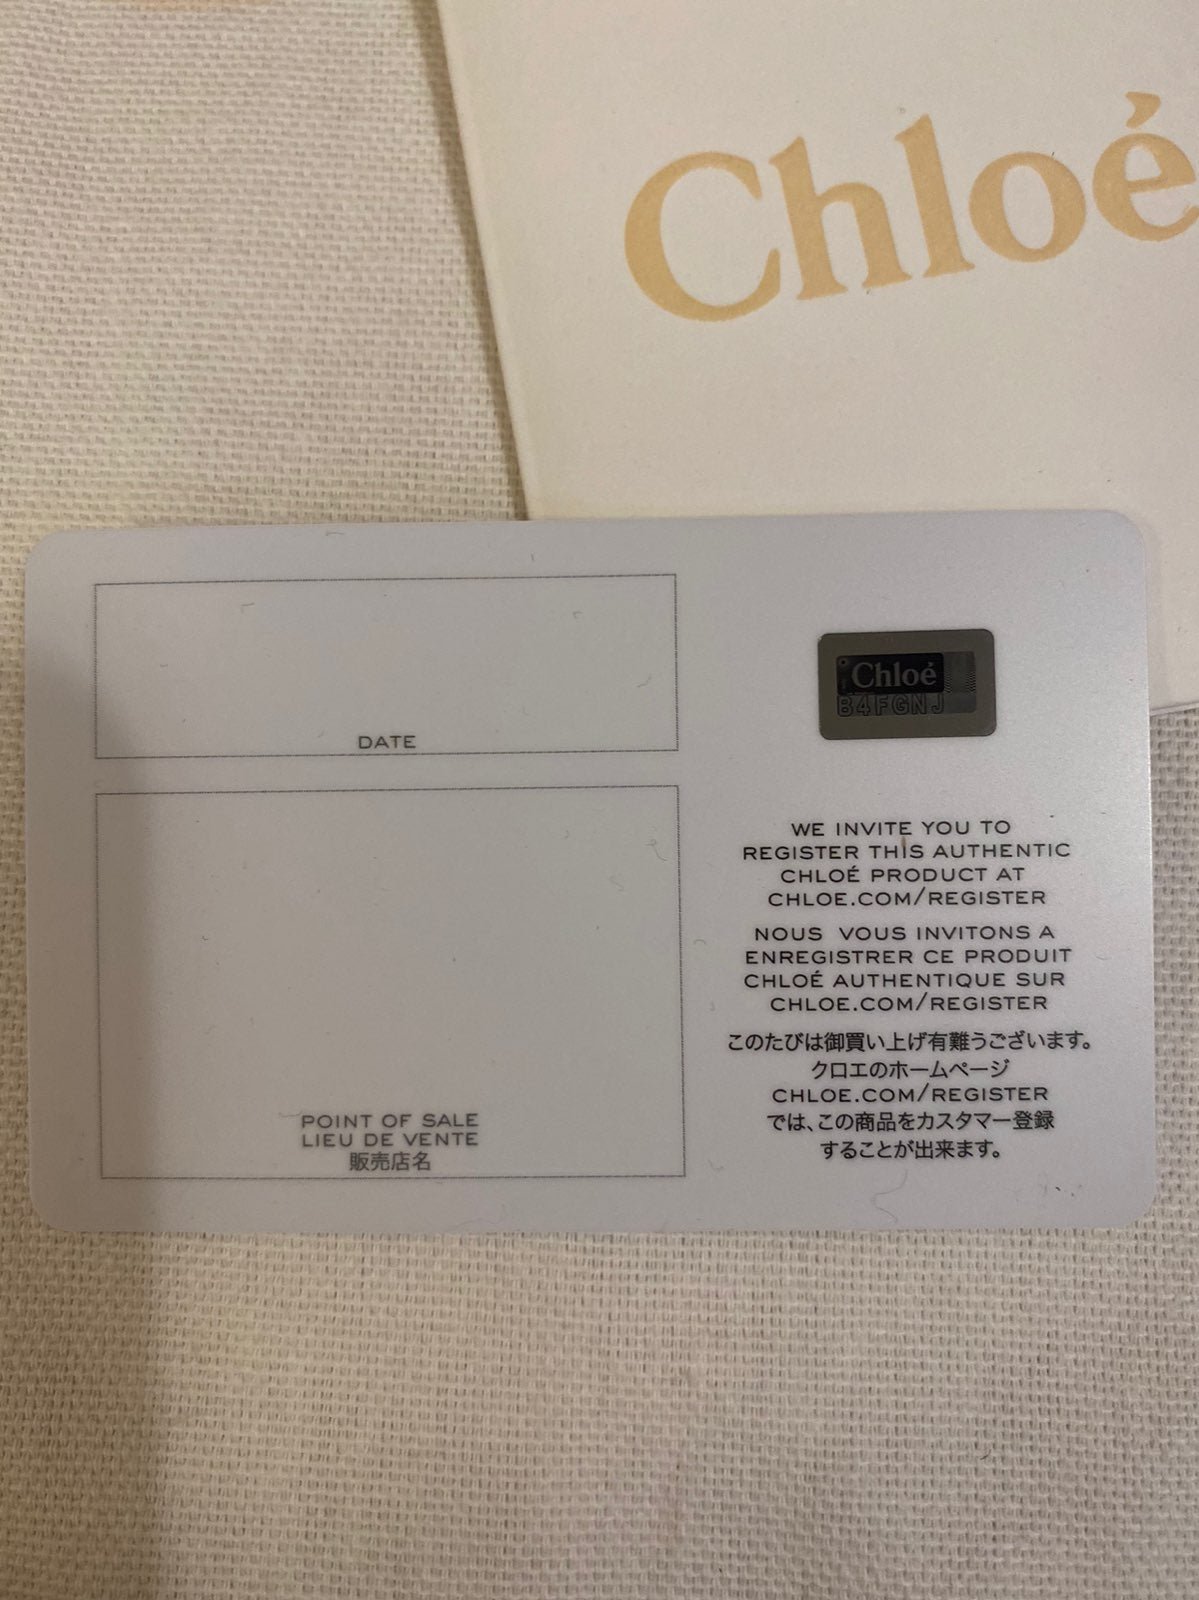 Chloé
Chloé
B4FGNJ
DATE
WE INVITE YOU TO
REGISTER THIS AUTHENTIC
CHLOÉ PRODUCT AT
CHLOE.COM/REGISTER
NOUS VOUS INVITONS A
ENREGISTRER CE PRODUIT
CHLOÉ AUTHENTIQUE SUR
CHLOE.COM/REGISTER
このたびは御買い上げ有難うございます。
クロエのホームページ
CHLOE.COM/REGISTER
では、この商品をカスタマー登録
することが出来ます。
POINT OF SALE
LIEU DE VENTE
販売店名